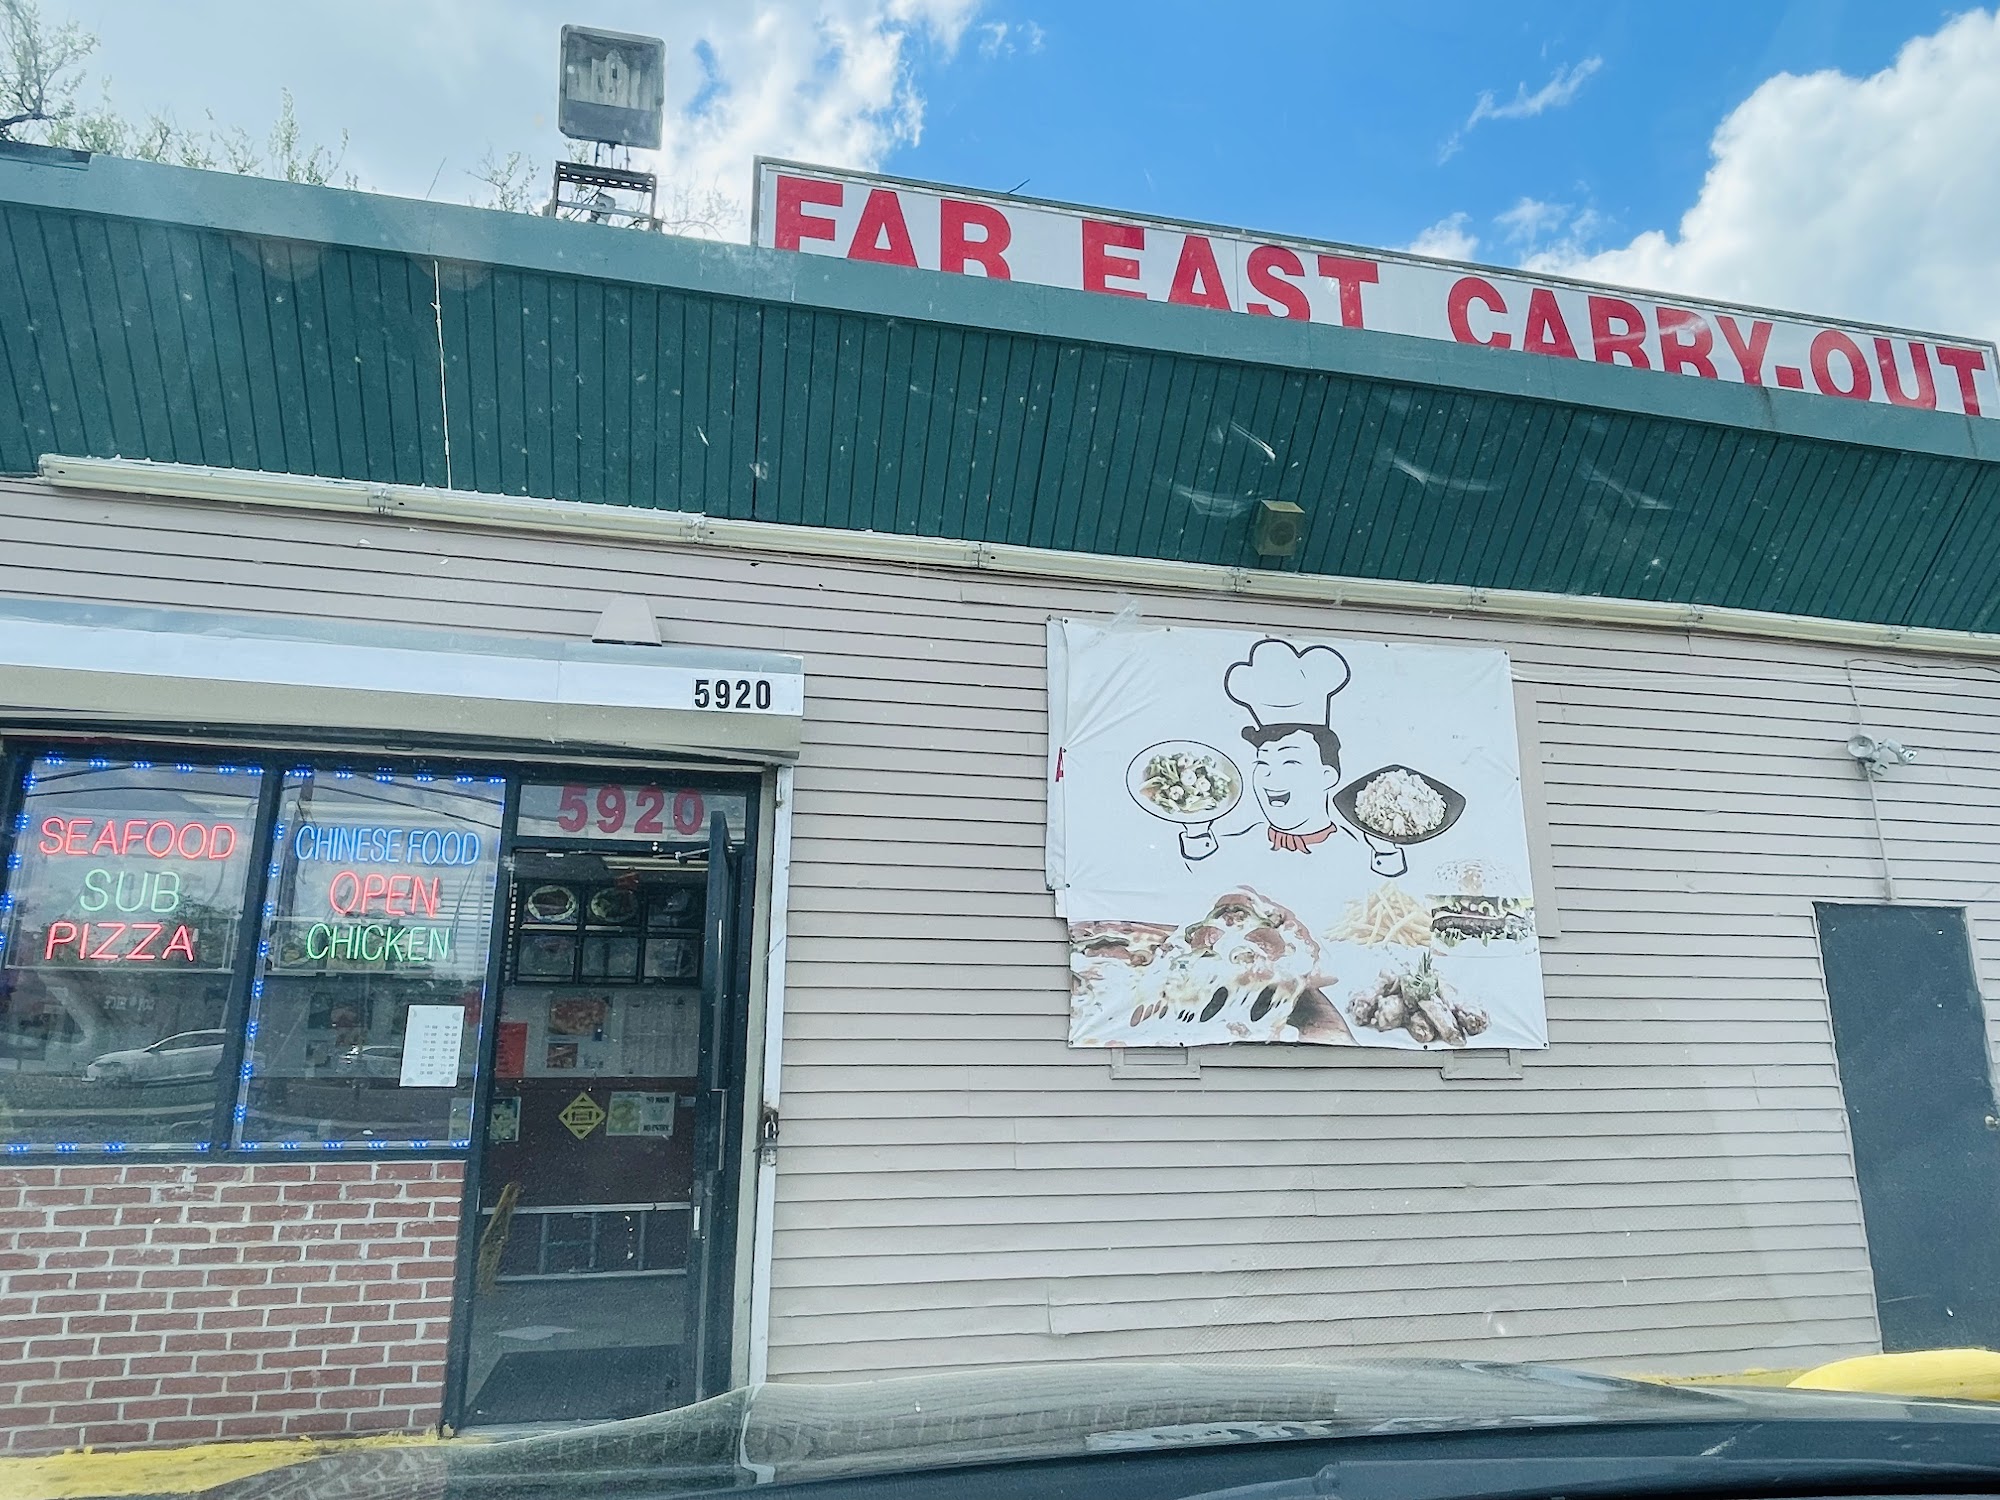 FAR EAST CARRY-OUT
5920
5920
SEAFOOD
SUB
PIZZA
CHINESE FOOD
OPEN
CHICKEN